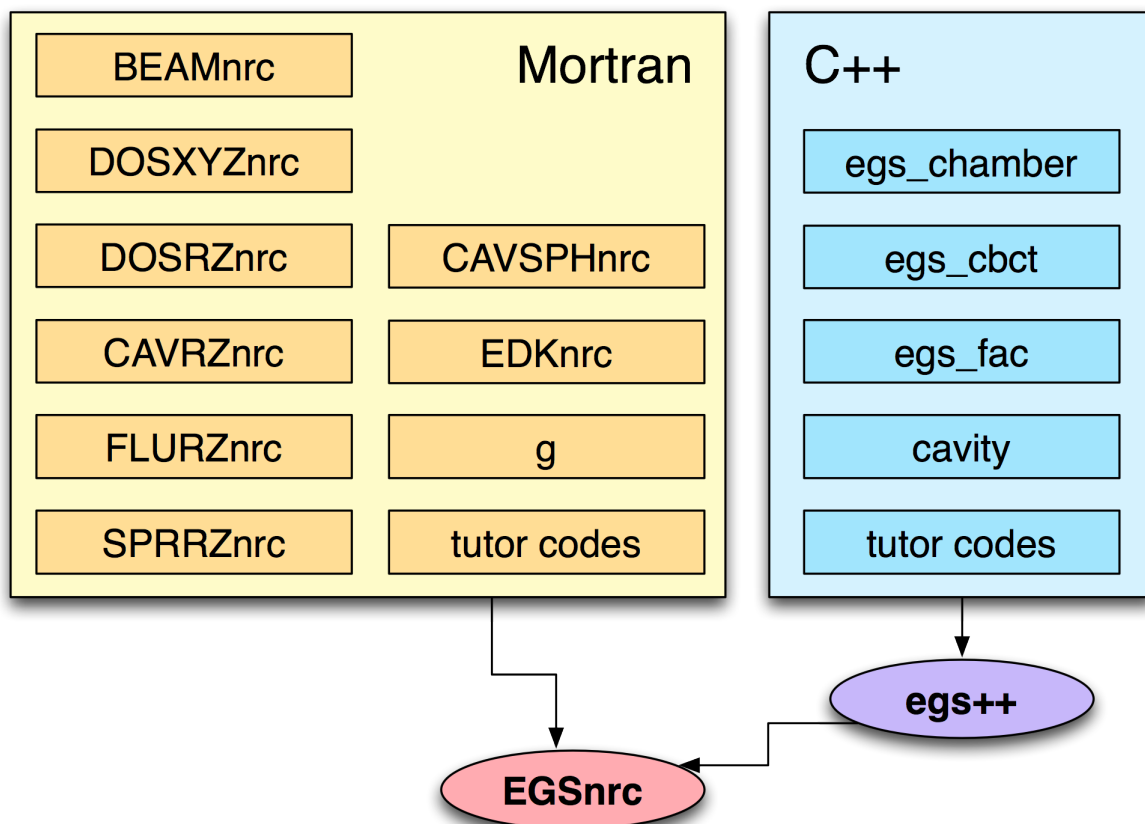 Mortran
BEAMnrc
DOSXYZnrc
DOSRZnrc
CAVRZnrc
FLURZnrc
SPRRZnrc
CAVSPHnrc
EDKnrc
g
tutor codes
C++
egs_chamber
egs_cbct
egs_fac
cavity
tutor codes
egs++
EGSnrc